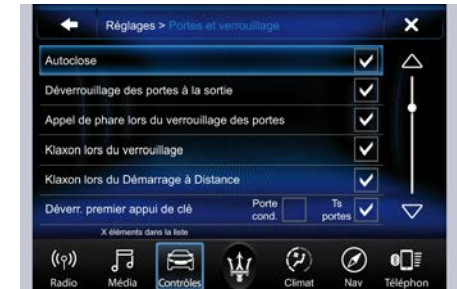 Réglages > Portes et verrouillage
Autoclose
Déverrouillage des portes à la sortie
Appel de phare lors du verrouillage des portes
Klaxon lors du verrouillage
Klaxon lors du Démarrage à Distance
Déverr. premier appui de clé Porte cond. Ts portes
X éléments dans la liste
Radio Média Contrôles Climat Nav Téléphon